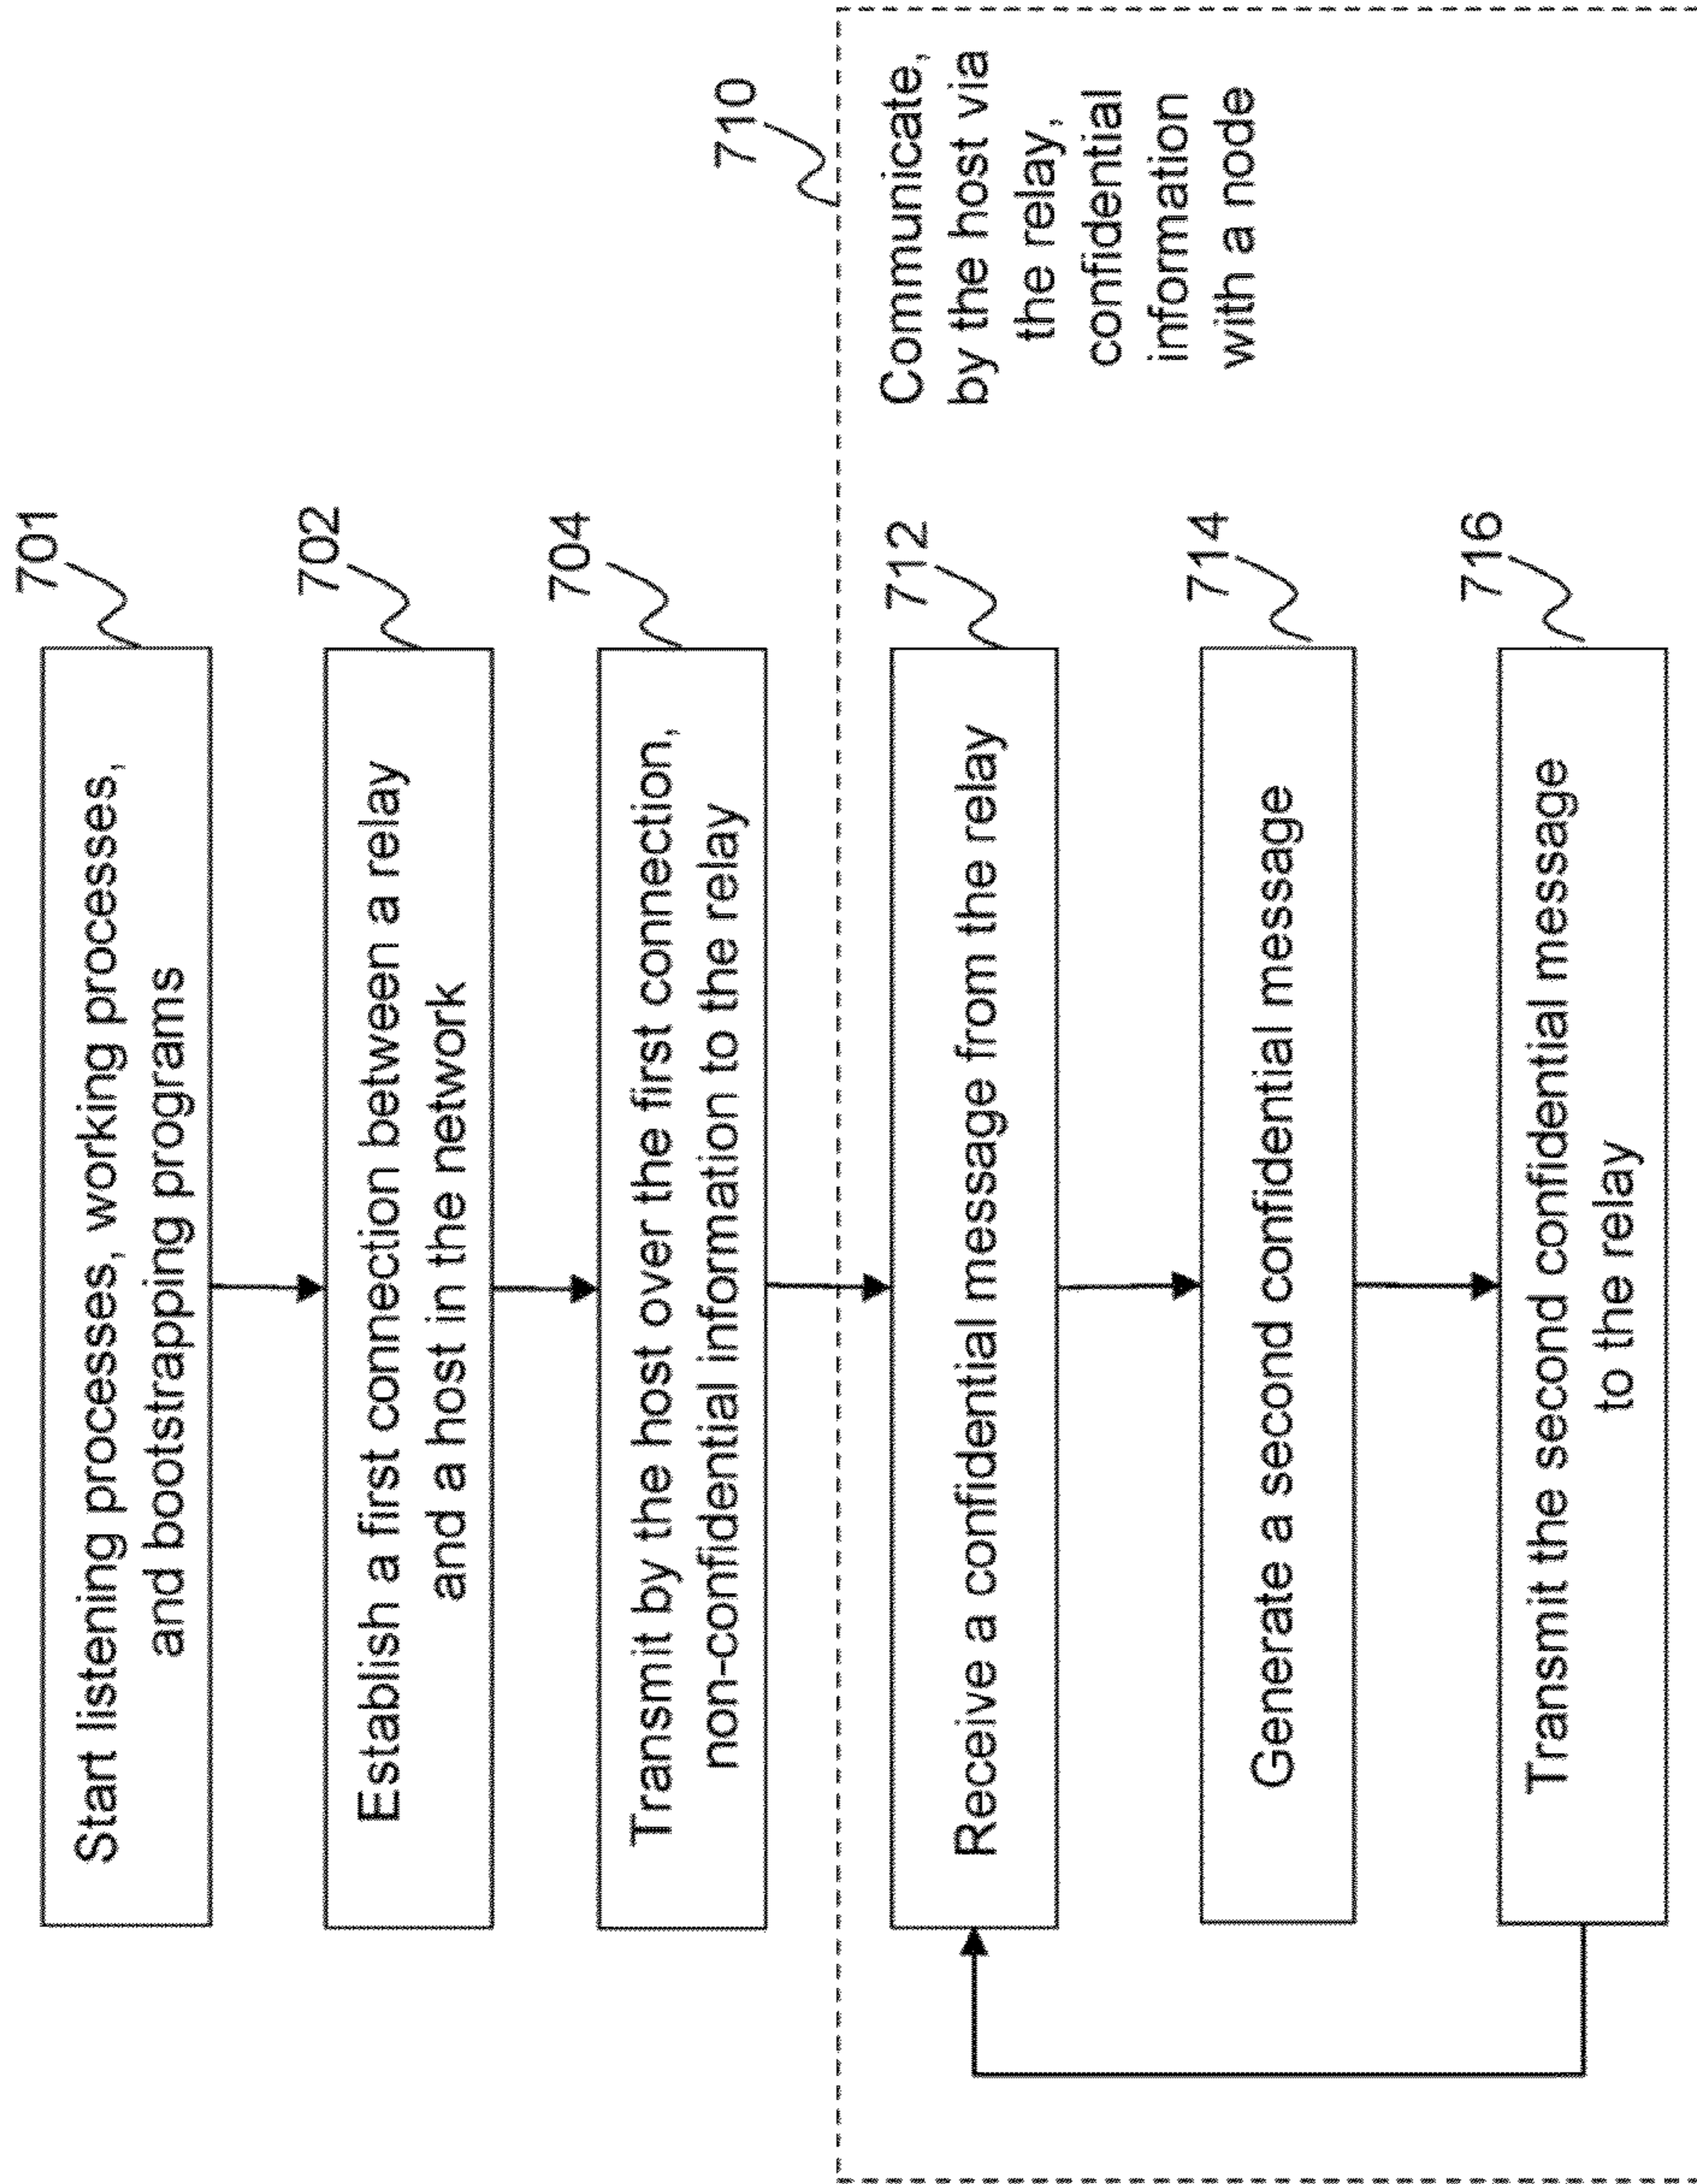 701
Start listening processes, working processes,
and bootstrapping programs
702
Establish a first connection between a relay
and a host in the network
704
Transmit by the host over the first connection,
non-confidential information to the relay
710
Communicate,
by the host via
the relay,
confidential
information
with a node
712
Receive a confidential message from the relay
714
Generate a second confidential message
716
Transmit the second confidential message
to the relay